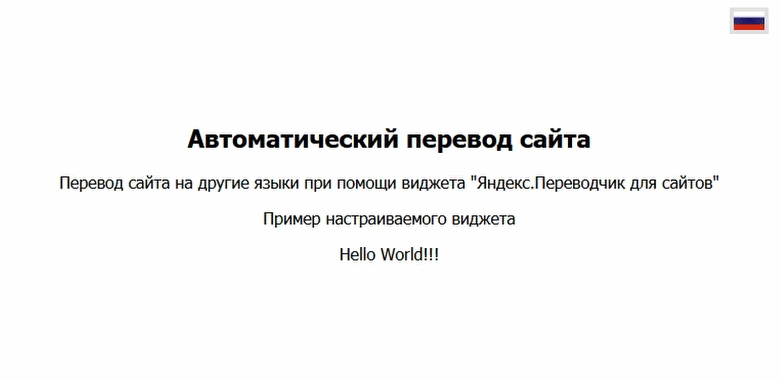 Автоматический перевод сайта
Перевод сайта на другие языки при помощи виджета "Яндекс.Переводчик для сайтов"
Пример настраиваемого виджета
Hello World!!!